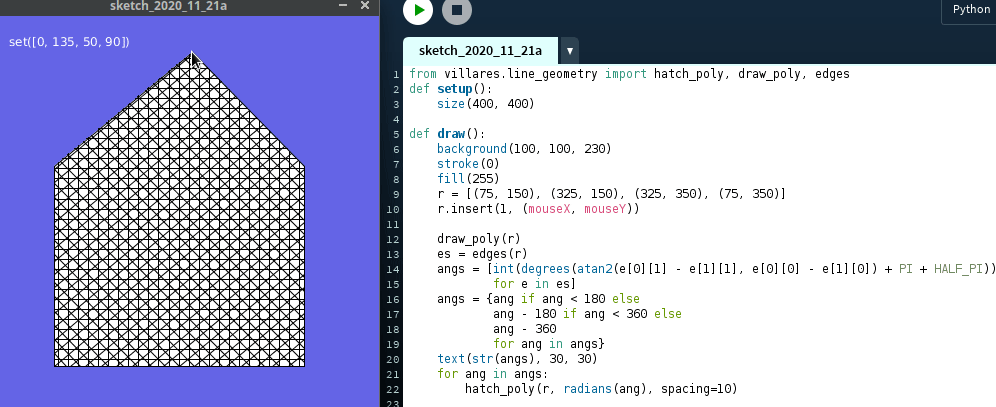 sketch_2020_11_21a
set([0, 135, 50, 90])
Python
sketch_2020_11_21a
1 from villares.line_geometry import hatch_poly, draw_poly, edges
2 def setup():
3     size(400, 400)
4
5 def draw():
6     background(100, 100, 230)
7     stroke(0)
8     fill(255)
9     r = [(75, 150), (325, 150), (325, 350), (75, 350)]
10     r.insert(1, (mouseX, mouseY))
11
12     draw_poly(r)
13     es = edges(r)
14     angs = [int(degrees(atan2(e[0][1] - e[1][1], e[0][0] - e[1][0]) + PI + HALF_PI))
15             for e in es]
16     angs = {ang if ang < 180 else
17             ang - 180 if ang < 360 else
18             ang - 360
19             for ang in angs}
20     text(str(angs), 30, 30)
21     for ang in angs:
22         hatch_poly(r, radians(ang), spacing=10)
23